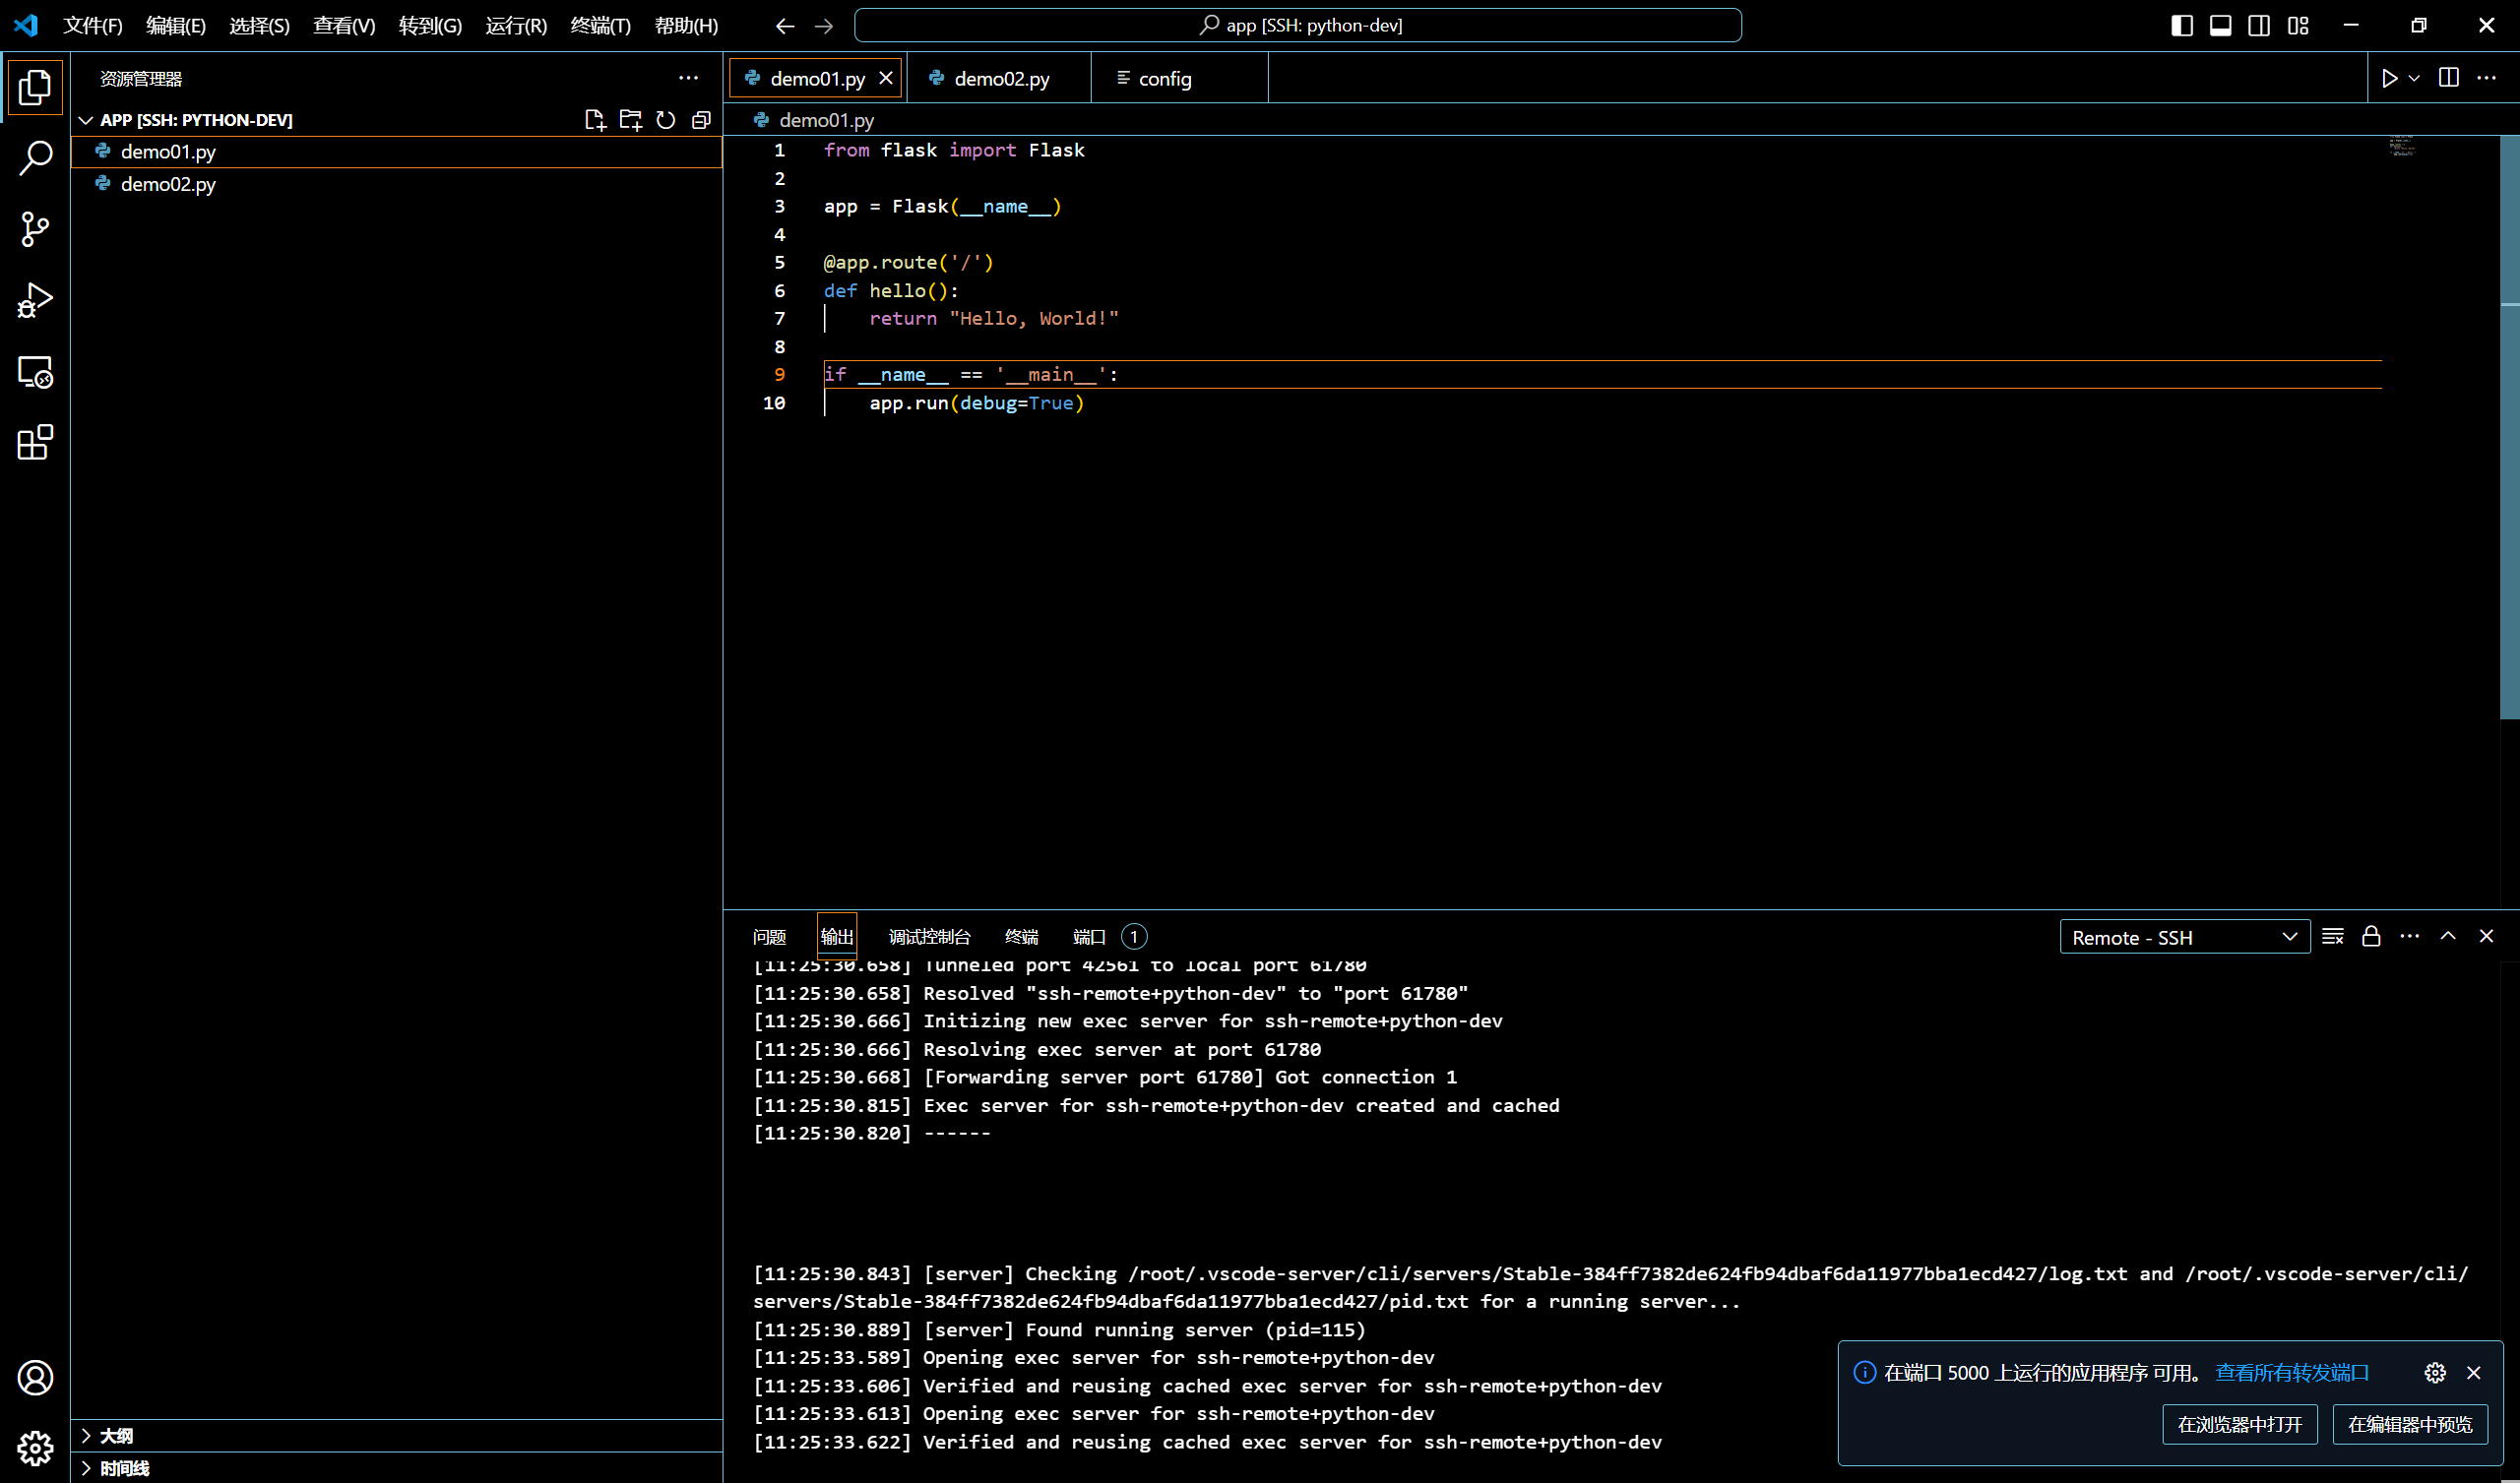 文件(F) 编辑(E) 选择(S) 查看(V) 转到(G) 运行(R) 终端(T) 帮助(H) app [SSH: python-dev]
资源管理器
APP [SSH: PYTHON-DEV]
demo01.py
demo02.py
大纲
时间线
demo01.py demo02.py config
demo01.py
1 from flask import Flask
2
3 app = Flask(__name__)
4
5 @app.route('/')
6 def hello():
7 return "Hello, World!"
8
9 if __name__ == '__main__':
10 app.run(debug=True)
问题 输出 调试控制台 终端 端口 1 Remote - SSH
[11:25:30.658] Tunneled port 42561 to local port 61780
[11:25:30.658] Resolved "ssh-remote+python-dev" to "port 61780"
[11:25:30.666] Initizing new exec server for ssh-remote+python-dev
[11:25:30.666] Resolving exec server at port 61780
[11:25:30.668] [Forwarding server port 61780] Got connection 1
[11:25:30.815] Exec server for ssh-remote+python-dev created and cached
[11:25:30.820] ------
[11:25:30.843] [server] Checking /root/.vscode-server/cli/servers/Stable-384ff7382de624fb94dbaf6da11977bba1ecd427/log.txt and /root/.vscode-server/cli/
servers/Stable-384ff7382de624fb94dbaf6da11977bba1ecd427/pid.txt for a running server...
[11:25:30.889] [server] Found running server (pid=115)
[11:25:33.589] Opening exec server for ssh-remote+python-dev
[11:25:33.606] Verified and reusing cached exec server for ssh-remote+python-dev
[11:25:33.613] Opening exec server for ssh-remote+python-dev
[11:25:33.622] Verified and reusing cached exec server for ssh-remote+python-dev
在端口 5000 上运行的应用程序 可用。 查看所有转发端口
在浏览器中打开 在编辑器中预览